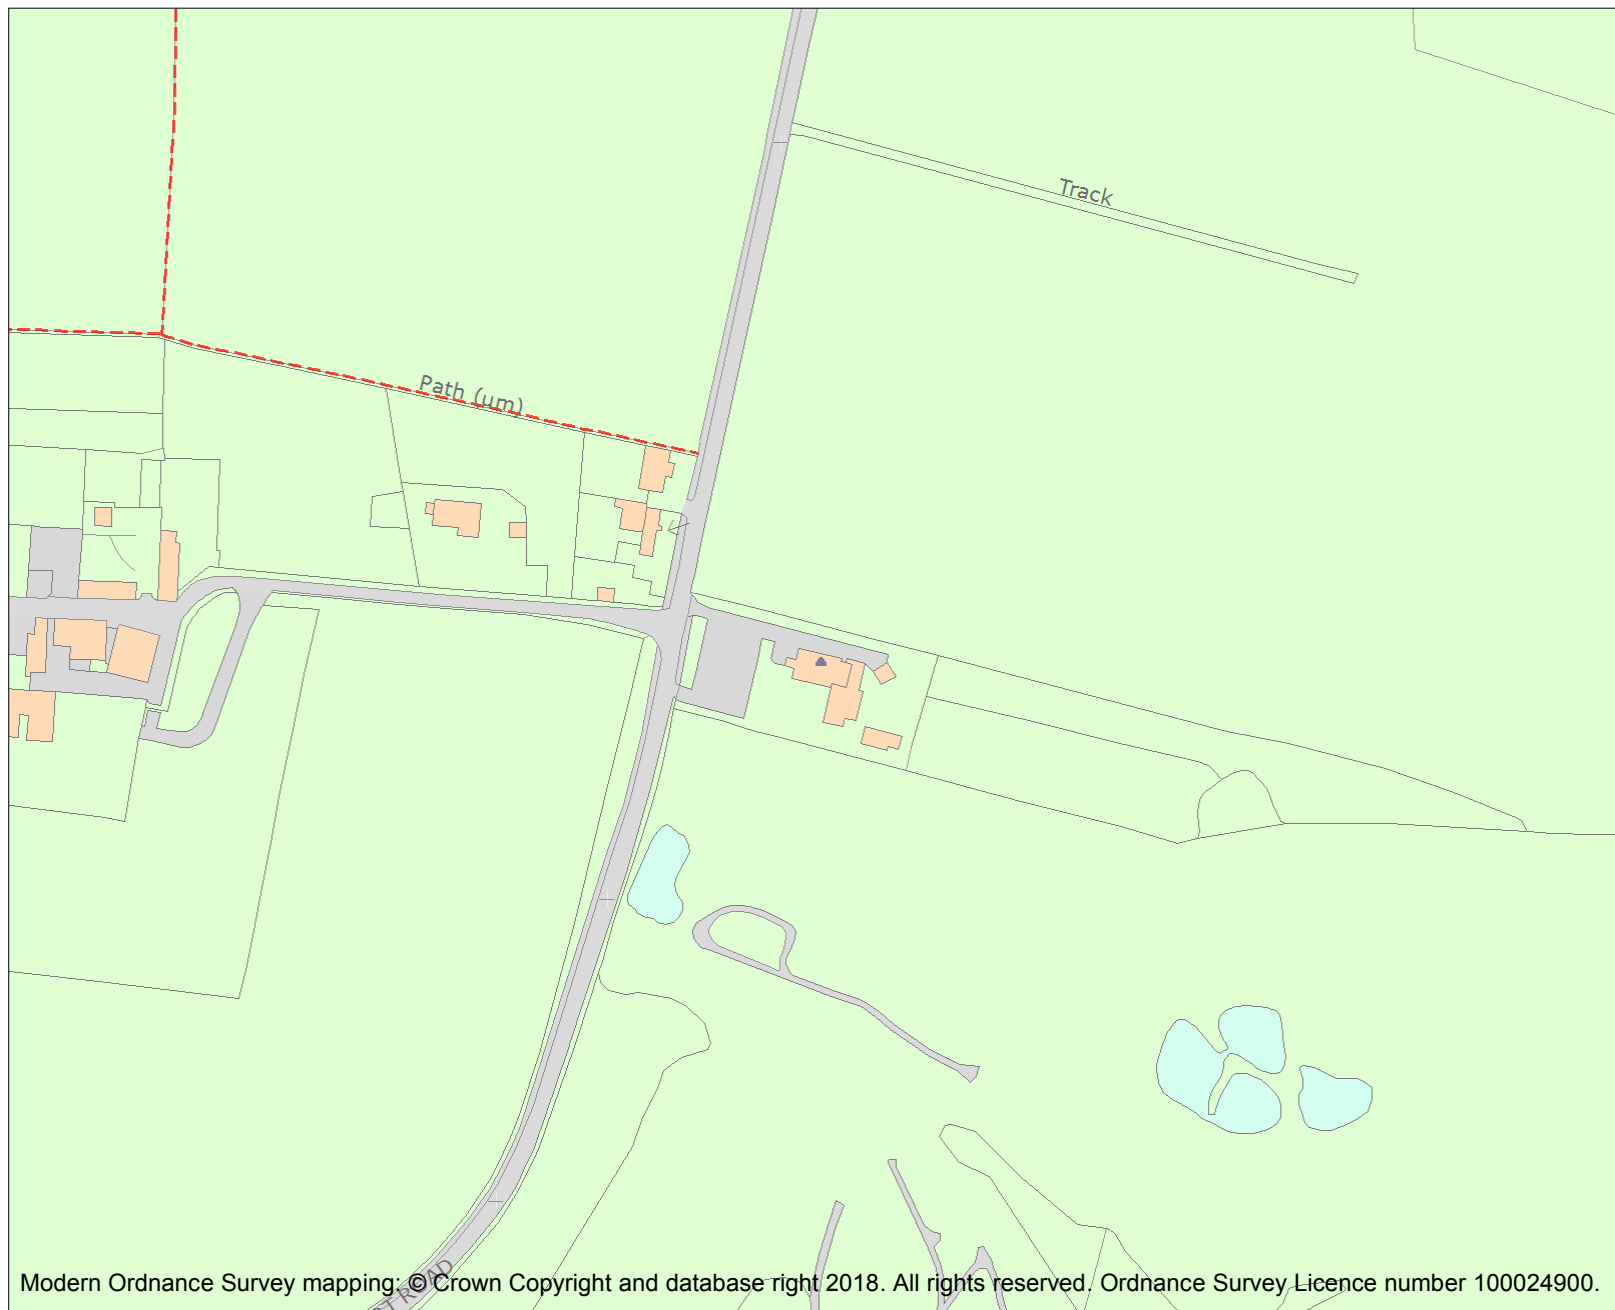 Track
Path (um)
ROAD
Modern Ordnance Survey mapping: © Crown Copyright and database right 2018. All rights reserved. Ordnance Survey Licence number 100024900.